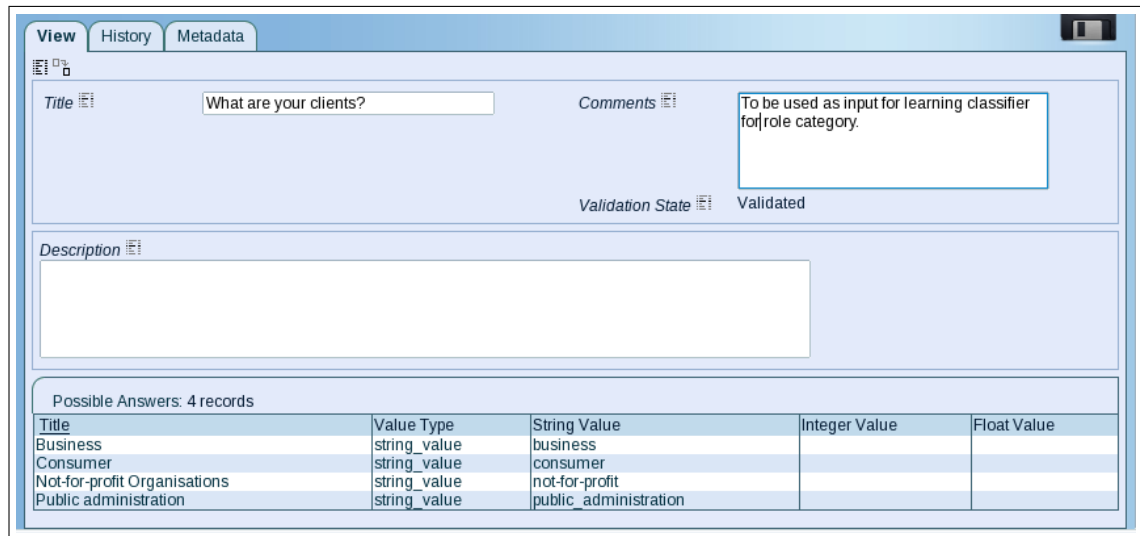 View History Metadata
Title What are your clients? Comments To be used as input for learning classifier
for role category.
Validation State Validated
Description
Possible Answers: 4 records
Title Value Type String Value Integer Value Float Value
Business string_value business
Consumer string_value consumer
Not-for-profit Organisations string_value not-for-profit
Public administration string_value public_administration